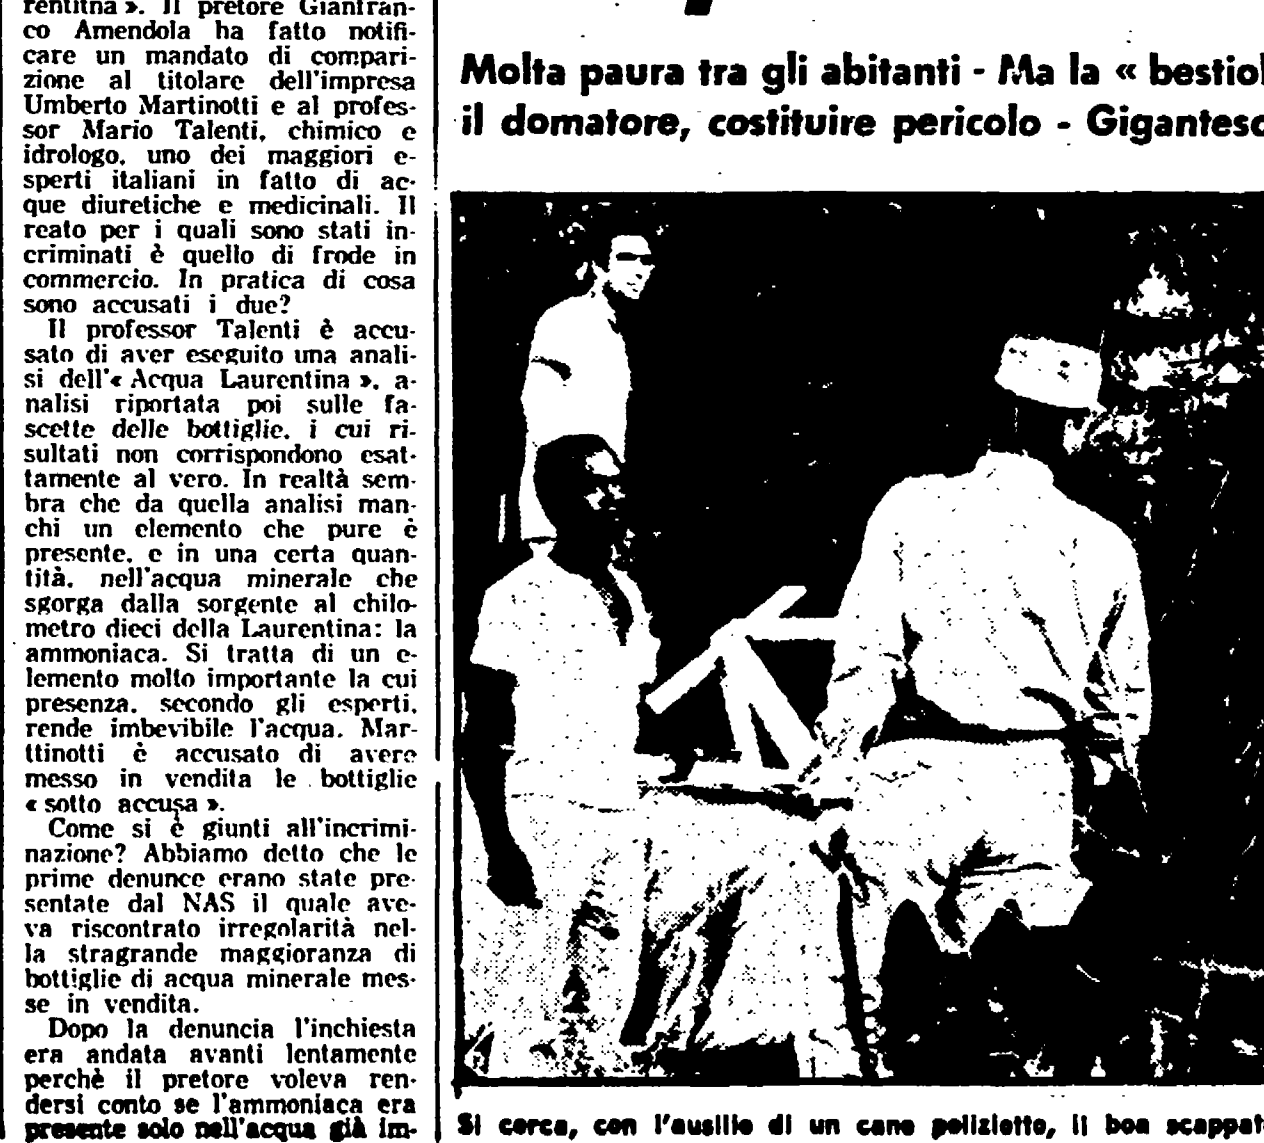 rentitna ». Il pretore Gianfran-
co Amendola ha fatto notifi-
care un mandato di compari-
zione al titolare dell'impresa
Umberto Martinotti e al profes-
sor Mario Talenti, chimico e
idrologo, uno dei maggiori e-
sperti italiani in fatto di ac-
que diuretiche e medicinali. Il
reato per i quali sono stati in-
criminati è quello di frode in
commercio. In pratica di cosa
sono accusati i due?
Il professor Talenti è accu-
sato di aver eseguito una anali-
si dell'« Acqua Laurentina », a-
nalisi riportata poi sulle fa-
scette delle bottiglie, i cui ri-
sultati non corrispondono esat-
tamente al vero. In realtà sem-
bra che da quella analisi man-
chi un elemento che pure è
presente, e in una certa quan-
tità, nell'acqua minerale che
sgorga dalla sorgente al chilo-
metro dieci della Laurentina: la
ammoniaca. Si tratta di un e-
lemento molto importante la cui
presenza, secondo gli esperti,
rende imbevibile l'acqua. Mar-
ttinotti è accusato di avere
messo in vendita le bottiglie
« sotto accusa ».
Come si è giunti all'incrimi-
nazione? Abbiamo detto che le
prime denunce erano state pre-
sentate dal NAS il quale ave-
va riscontrato irregolarità nel-
la stragrande maggioranza di
bottiglie di acqua minerale mes-
se in vendita.
Dopo la denuncia l'inchiesta
era andata avanti lentamente
perchè il pretore voleva ren-
dersi conto se l'ammoniaca era
presente solo nell'acqua già im-
Molta paura tra gli abitanti - Ma la « bestiol
il domatore, costituire pericolo - Gigantesc
Si cerca, con l'ausilio di un cane poliziotto, il boa scappat